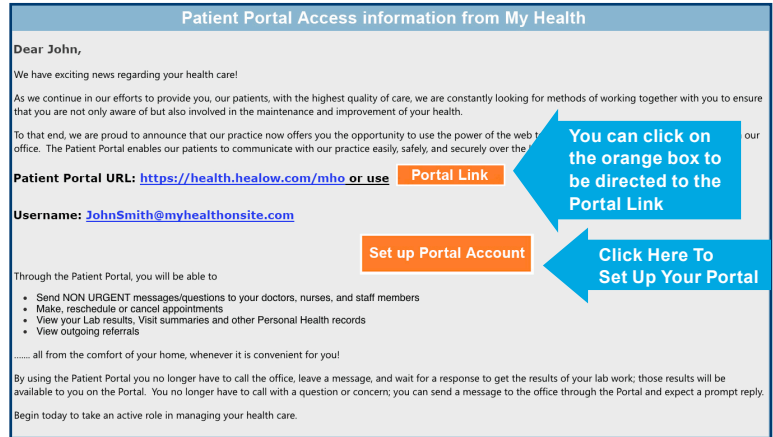 Patient Portal Access information from My Health
Dear John,
We have exciting news regarding your health care!
As we continue in our efforts to provide you, our patients, with the highest quality of care, we are constantly looking for methods of working together with you to ensure
that you are not only aware of but also involved in the maintenance and improvement of your health.
To that end, we are proud to announce that our practice now offers you the opportunity to use the power of the web our
office. The Patient Portal enables our patients to communicate with our practice easily, safely, and securely over the
You can click on
the orange box to
be directed to the
Portal Link
Patient Portal URL: https://health.healow.com/mho or use Portal Link
Username: JohnSmith@myhealthonsite.com
Set up Portal Account
Click Here To
Set Up Your Portal
Through the Patient Portal, you will be able to
• Send NON URGENT messages/questions to your doctors, nurses, and staff members
• Make, reschedule or cancel appointments
• View your Lab results, Visit summaries and other Personal Health records
• View outgoing referrals
....... all from the comfort of your home, whenever it is convenient for you!
By using the Patient Portal you no longer have to call the office, leave a message, and wait for a response to get the results of your lab work; those results will be
available to you on the Portal. You no longer have to call with a question or concern; you can send a message to the office through the Portal and expect a prompt reply.
Begin today to take an active role in managing your health care.